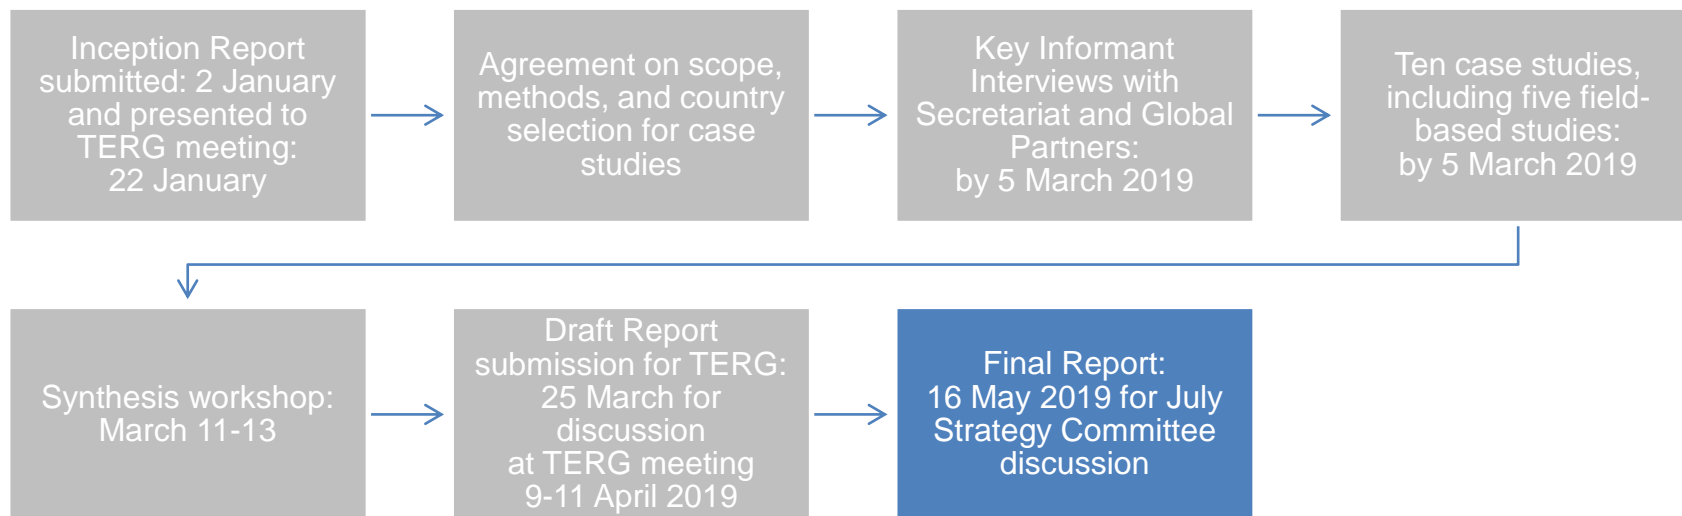 Inception Report
submitted: 2 January
and presented to
TERG meeting:
22 January
Agreement on scope,
methods, and country
selection for case
studies
Key Informant
Interviews with
Secretariat and Global
Partners:
by 5 March 2019
Ten case studies,
including five field-
based studies:
by 5 March 2019
Synthesis workshop:
March 11-13
Draft Report
submission for TERG:
25 March for
discussion
at TERG meeting
9-11 April 2019
Final Report:
16 May 2019 for July
Strategy Committee
discussion